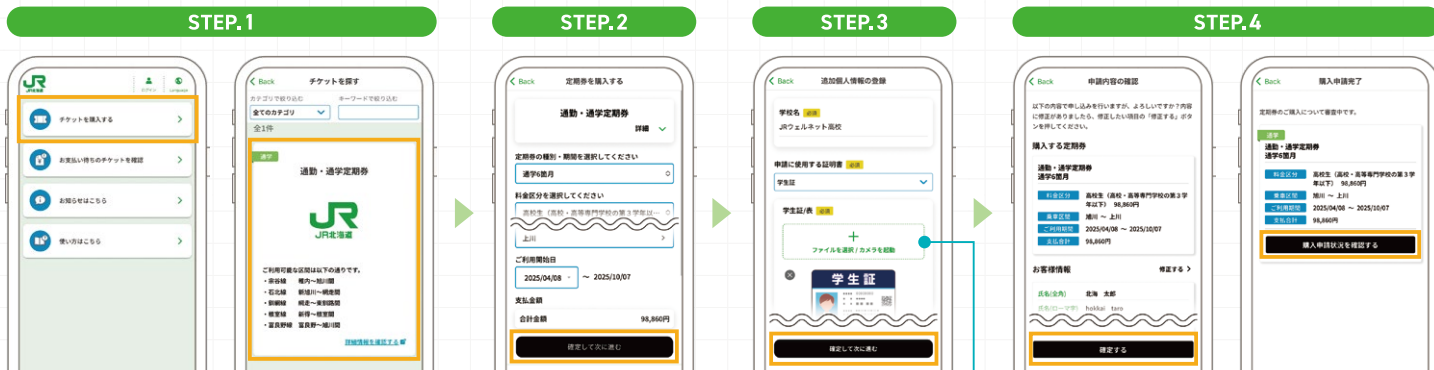 STEP.1
JR
JR北海道
ログイン
Language
チケットを購入する
お支払い待ちのチケットを確認
お知らせはこちら
使い方はこちら
Back
チケットを探す
カテゴリで絞り込む
キーワードで絞り込む
全てのカテゴリ
全1件
通学
通勤・通学定期券
JR
JR北海道
ご利用可能な区間は以下の通りです。
・宗谷線 稚内〜旭川間
・石北線 新旭川〜網走間
・釧網線 網走〜東釧路間
・根室線 新得〜根室間
・富良野線 富良野〜旭川間
詳細情報を確認する
STEP.2
Back
定期券を購入する
通勤・通学定期券
詳細
定期券の種別・期間を選択してください
通学6箇月
料金区分を選択してください
高校生（高校・高等専門学校の第3学年以…
上川
ご利用開始日
2025/04/08 〜 2025/10/07
支払金額
合計金額 98,860円
確定して次に進む
STEP.3
Back
追加個人情報の登録
学校名 必須
JRウェルネット高校
申請に使用する証明書 必須
学生証
学生証/表 必須
+
ファイルを選択 / カメラを起動
学生証
確定して次に進む
STEP.4
Back
申請内容の確認
以下の内容で申し込みを行いますが、よろしいですか？内容
に修正がありましたら、修正したい項目の「修正する」ボタ
ンを押してください。
購入する定期券
通勤・通学定期券
通学6箇月
料金区分 高校生（高校・高等専門学校の第3学
年以下） 98,860円
乗車区間 旭川 〜 上川
ご利用期間 2025/04/08 〜 2025/10/07
支払合計 98,860円
お客様情報 修正する
氏名(全角) 北海 太郎
氏名(ローマ字) hokkai taro
確定する
Back
購入申請完了
定期券のご購入について審査中です。
通学
通勤・通学定期券
通学6箇月
料金区分 高校生（高校・高等専門学校の第3学
年以下） 98,860円
乗車区間 旭川 〜 上川
ご利用期間 2025/04/08 〜 2025/10/07
支払合計 98,860円
購入申請状況を確認する